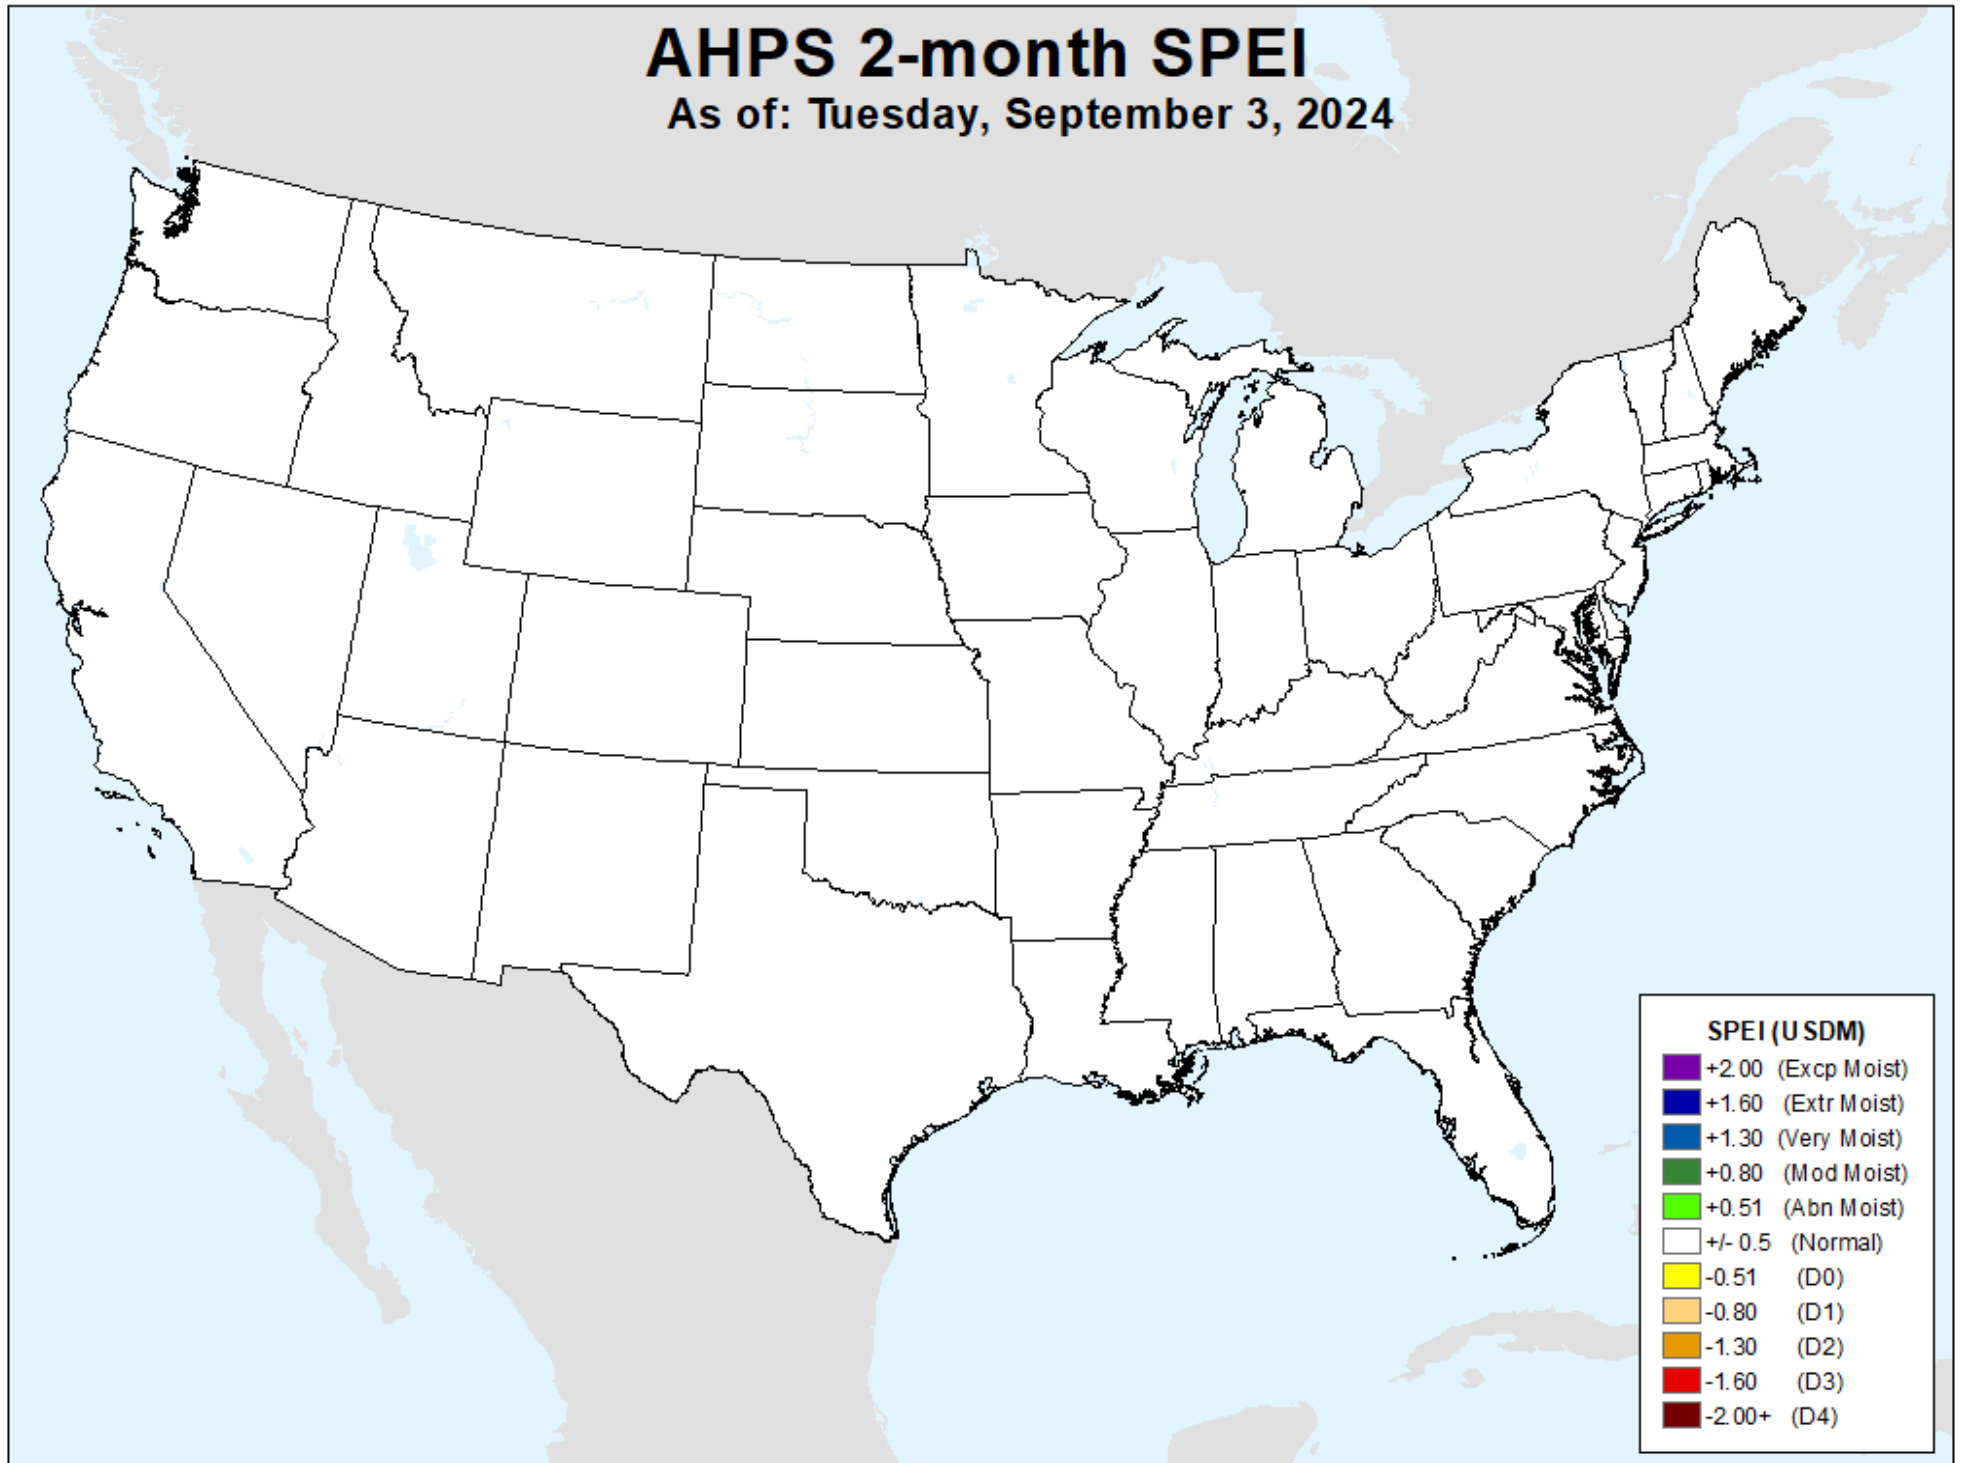 AHPS 2-month SPEI
As of: Tuesday, September 3, 2024
SPEI (USDM)
+2.00 (Excp Moist)
+1.60 (Extr Moist)
+1.30 (Very Moist)
+0.80 (Mod Moist)
+0.51 (Abn Moist)
+/- 0.5 (Normal)
-0.51 (D0)
-0.80 (D1)
-1.30 (D2)
-1.60 (D3)
-2.00+ (D4)